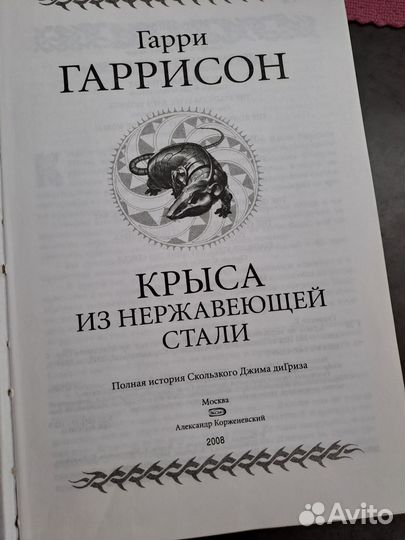 Гарри
ГАРРИСОН
КРЫСА
ИЗ НЕРЖАВЕЮЩЕЙ
СТАЛИ
Полная история Скользкого Джима диГриза
Москва
Александр Корженевский
2008
Avito